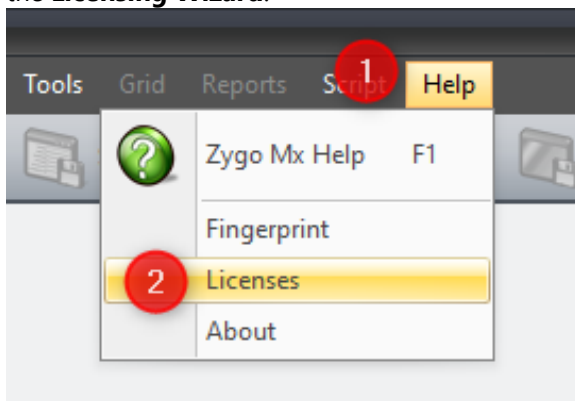 the Licensing Wizard.
Tools Grid Reports Script 1 Help
Zygo Mx Help F1
Fingerprint
2 Licenses
About